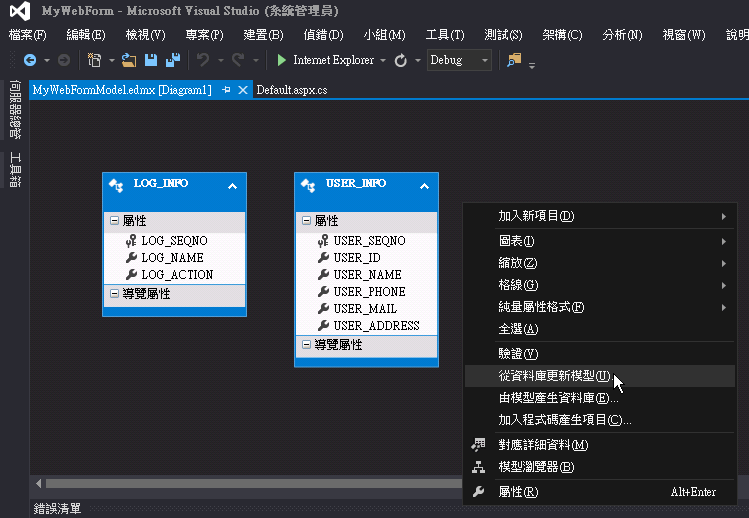 MyWebForm - Microsoft Visual Studio (系統管理員)
檔案(F) 編輯(E) 檢視(V) 專案(P) 建置(B) 偵錯(D) 小組(M) 工具(T) 測試(S) 架構(C) 分析(N) 視窗(W) 說明
Internet Explorer Debug
伺服器總管
工具箱
MyWebFormModel.edmx [Diagram1] Default.aspx.cs
LOG_INFO
屬性
LOG_SEQNO
LOG_NAME
LOG_ACTION
導覽屬性
USER_INFO
屬性
USER_SEQNO
USER_ID
USER_NAME
USER_PHONE
USER_MAIL
USER_ADDRESS
導覽屬性
加入新項目(D)
圖表(I)
縮放(Z)
格線(G)
純量屬性格式(F)
全選(A)
驗證(V)
從資料庫更新模型(U)
由模型產生資料庫(E)...
加入程式碼產生項目(C)...
對應詳細資料(M)
模型瀏覽器(B)
屬性(R) Alt+Enter
錯誤清單